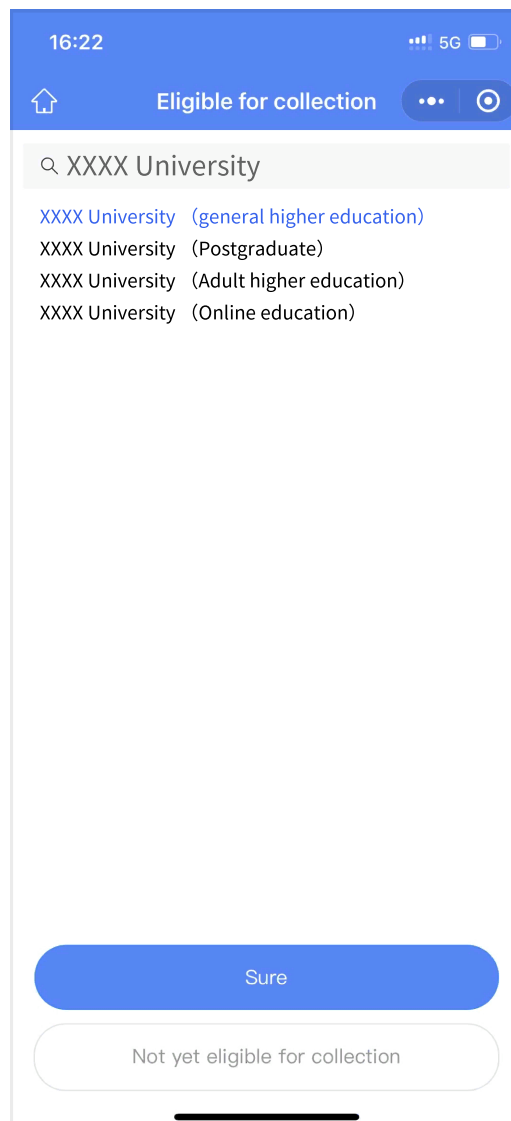 16:22
5G
Eligible for collection
XXXX University
XXXX University （general higher education）
XXXX University （Postgraduate）
XXXX University （Adult higher education）
XXXX University （Online education）
Sure
Not yet eligible for collection